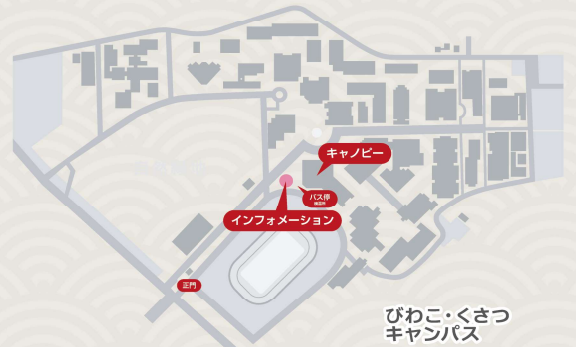 キャノピー
バス停
インフォメーション
正門
びわこ・くさつ
キャンパス